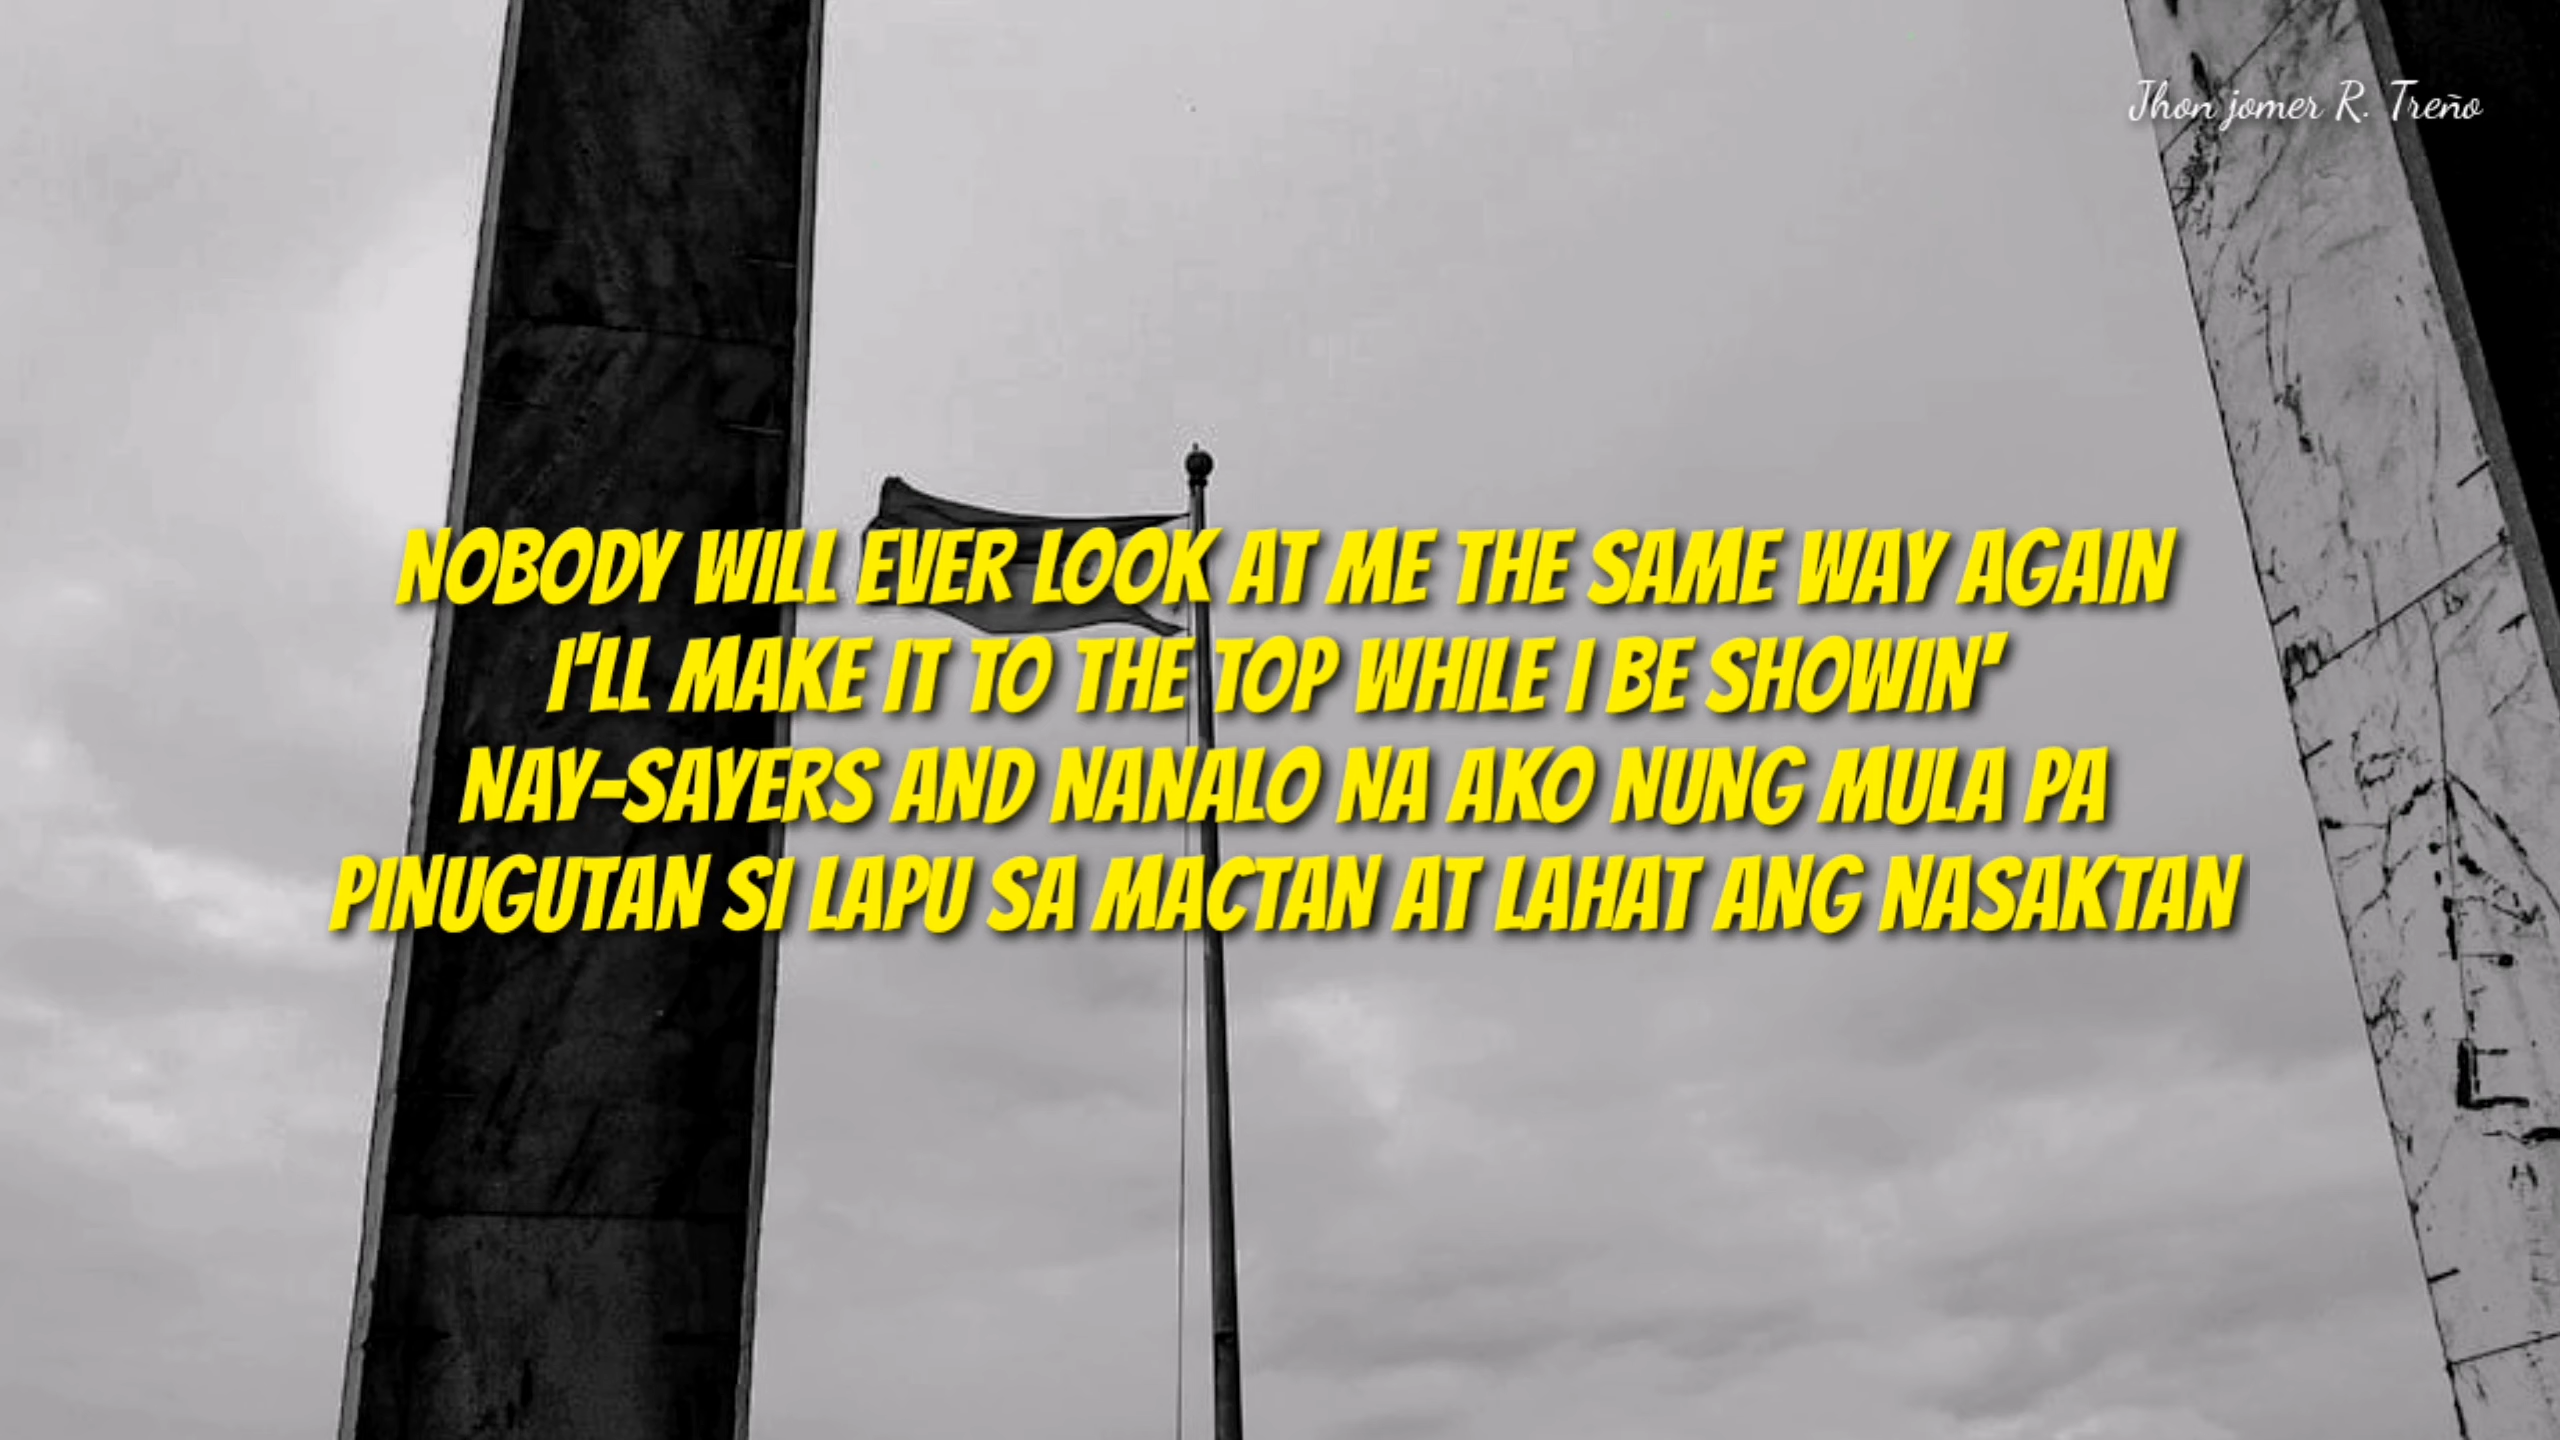 Jhon jomer R. Treño
NOBODY WILL EVER LOOK AT ME THE SAME WAY AGAIN
I'LL MAKE IT TO THE TOP WHILE I BE SHOWIN'
NAY-SAYERS AND NANALO NA AKO NUNG MULA PA
PINUGUTAN SI LAPU SA MACTAN AT LAHAT ANG NASAKTAN